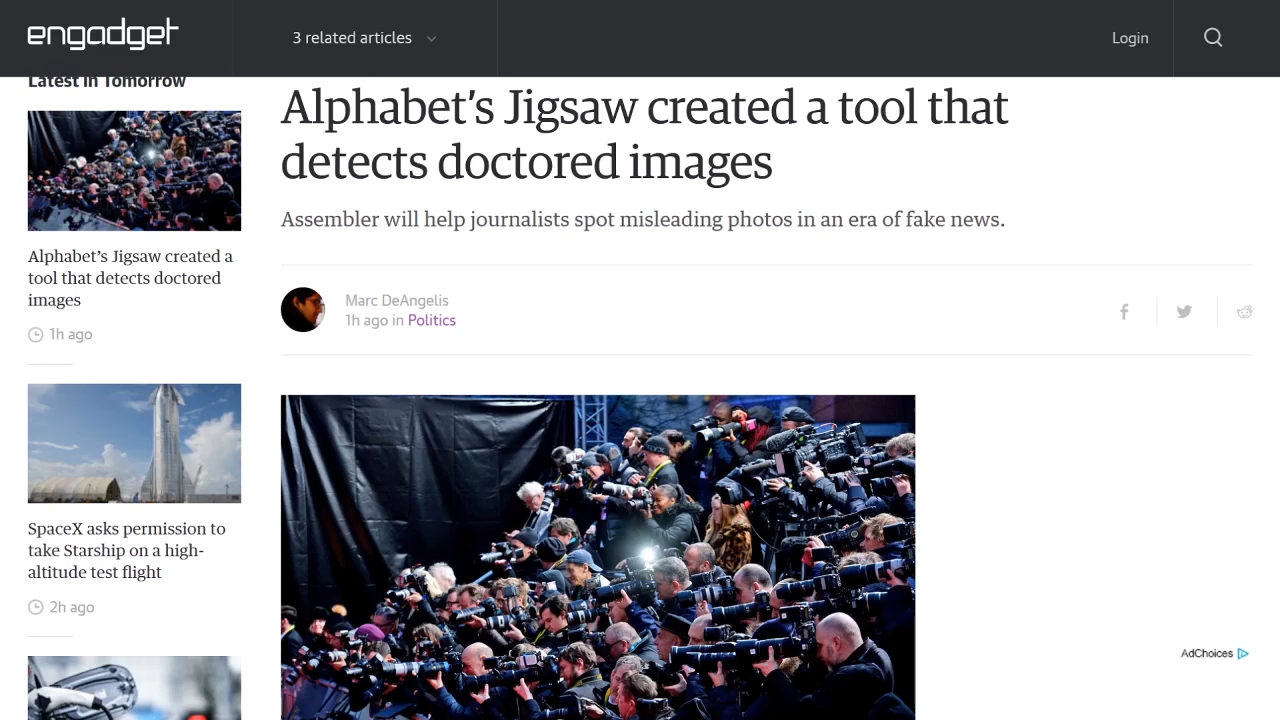 engadget
3 related articles
Login
Latest in Tomorrow
Alphabet's Jigsaw created a
tool that detects doctored
images
1h ago
SpaceX asks permission to
take Starship on a high-
altitude test flight
2h ago
Alphabet's Jigsaw created a tool that
detects doctored images
Assembler will help journalists spot misleading photos in an era of fake news.
Marc DeAngelis
1h ago in Politics
AdChoices